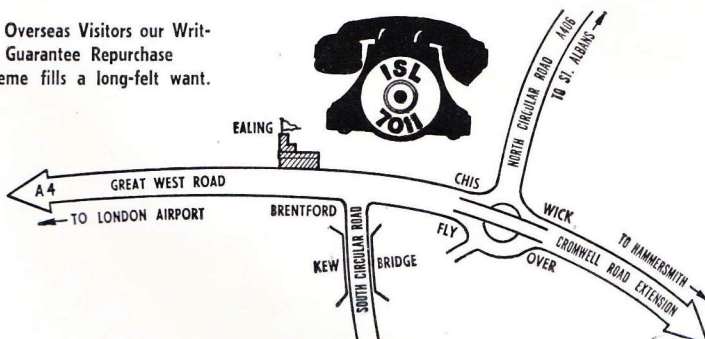 Overseas Visitors our Writ-
Guarantee Repurchase
eme fills a long-felt want.
ISL
7011
EALING
A4 GREAT WEST ROAD
← TO LONDON AIRPORT
BRENTFORD
SOUTH CIRCULAR ROAD
KEW BRIDGE
CHIS WICK
FLY OVER
NORTH CIRCULAR ROAD A406
TO ST. ALBANS →
CROMWELL ROAD EXTENSION
TO HAMMERSMITH →